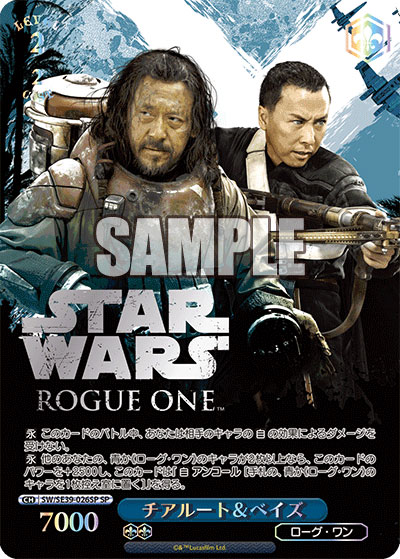 LEV
2
2
SAMPLE
STAR
WARS
ROGUE ONE™
永 このカードのバトル中、あなたは相手のキャラの 自 の効果によるダメージを
受けない。
永 他のあなたの、青か《ローグ・ワン》のキャラが3枚以上なら、このカードの
パワーを+2500し、このカードは『 自 アンコール [手札の、青か《ローグ・ワン》の
キャラを1枚控え室に置く]』を得る。
CH SW/SE39-026SP SP
チアルート&ベイズ
7000
ローグ・ワン
©&™Lucasfilm Ltd.